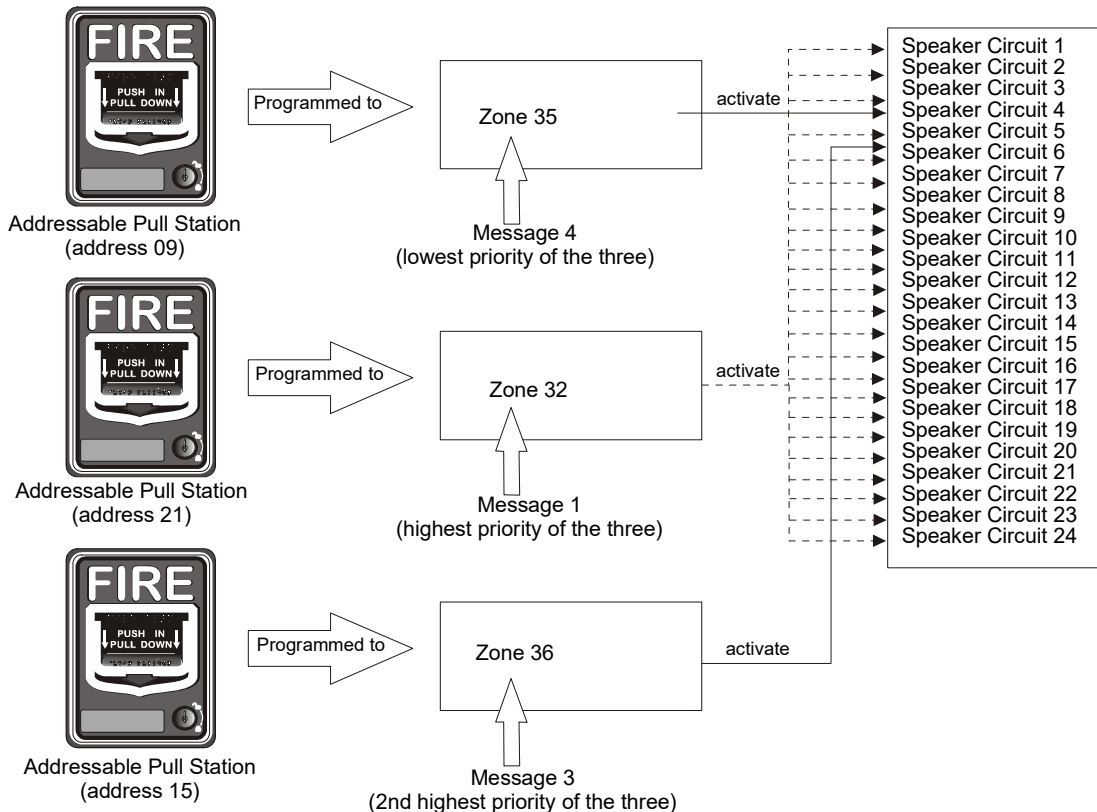 FIRE
PUSH IN
PULL DOWN
Addressable Pull Station
(address 09)
Programmed to
Zone 35
Message 4
(lowest priority of the three)
activate
FIRE
PUSH IN
PULL DOWN
Addressable Pull Station
(address 21)
Programmed to
Zone 32
Message 1
(highest priority of the three)
activate
FIRE
PUSH IN
PULL DOWN
Addressable Pull Station
(address 15)
Programmed to
Zone 36
Message 3
(2nd highest priority of the three)
activate
Speaker Circuit 1
Speaker Circuit 2
Speaker Circuit 3
Speaker Circuit 4
Speaker Circuit 5
Speaker Circuit 6
Speaker Circuit 7
Speaker Circuit 8
Speaker Circuit 9
Speaker Circuit 10
Speaker Circuit 11
Speaker Circuit 12
Speaker Circuit 13
Speaker Circuit 14
Speaker Circuit 15
Speaker Circuit 16
Speaker Circuit 17
Speaker Circuit 18
Speaker Circuit 19
Speaker Circuit 20
Speaker Circuit 21
Speaker Circuit 22
Speaker Circuit 23
Speaker Circuit 24